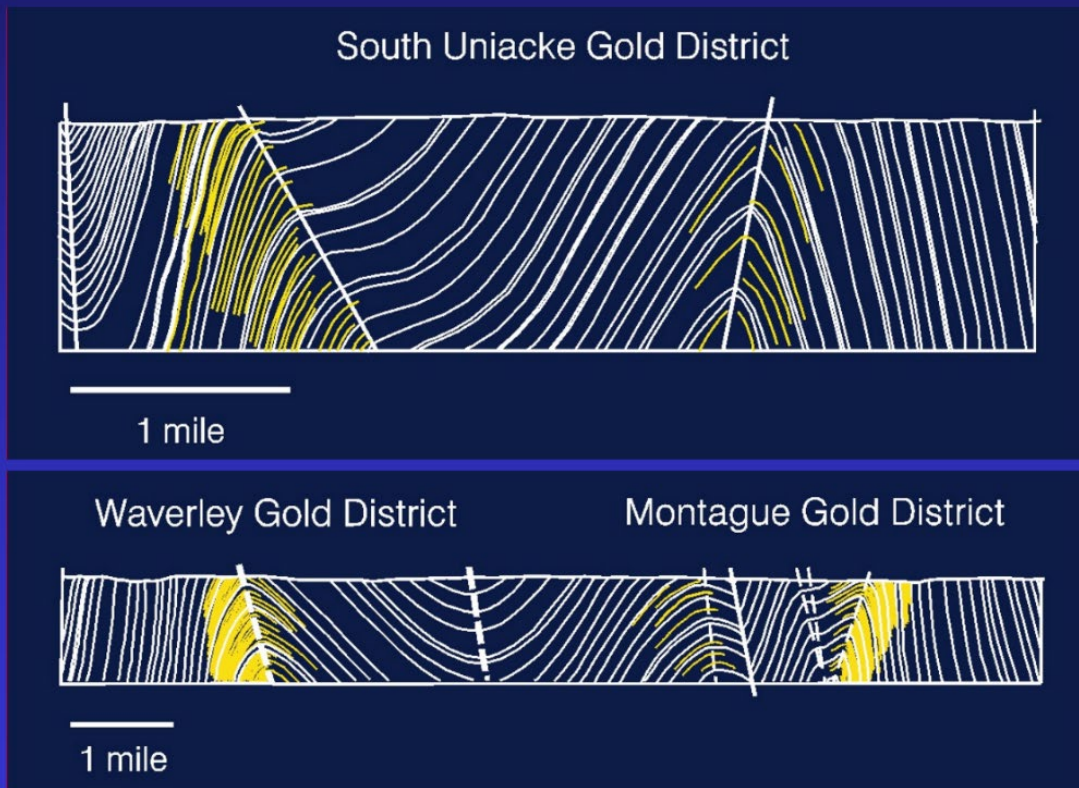 South Uniacke Gold District
1 mile
Waverley Gold District
Montague Gold District
1 mile